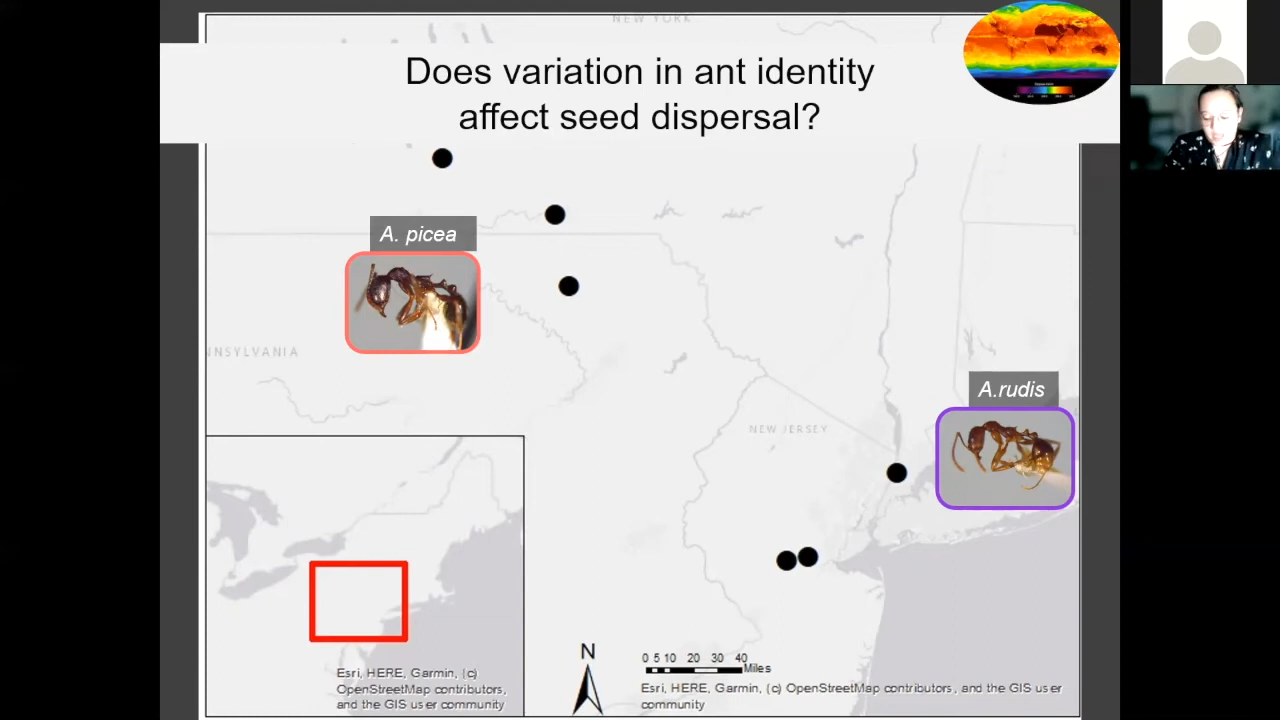 NEW YORK
Does variation in ant identity
affect seed dispersal?
A. picea
NNSYLVANIA
A.rudis
NEW JERSEY
N
0 5 10 20 30 40
Miles
Esri, HERE, Garmin, (c)
OpenStreetMap contributors,
and the GIS user community
Esri, HERE, Garmin, (c) OpenStreetMap contributors, and the GIS user
community